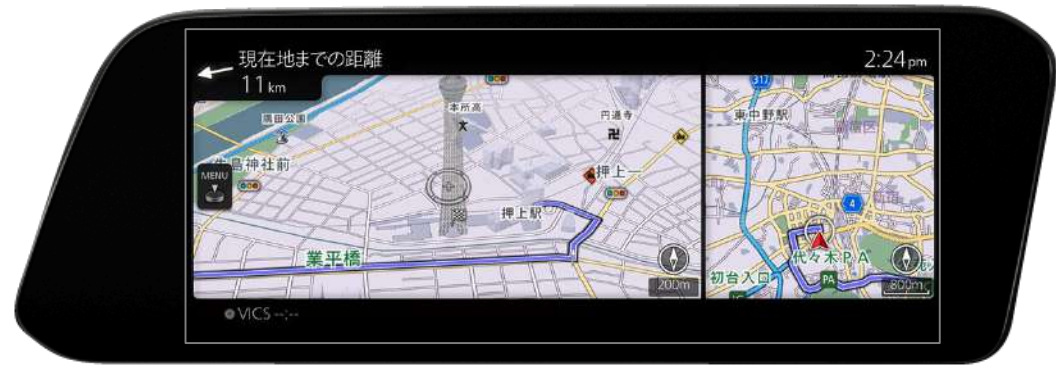 現在地までの距離
11km
2:24pm
隅田公園
本所高
円通寺
牛島神社前
MENU
押上一
押上駅
業平橋
200m
317
東中野駅
4
代々木PA
初台入口
PA
800m
VICS --:--